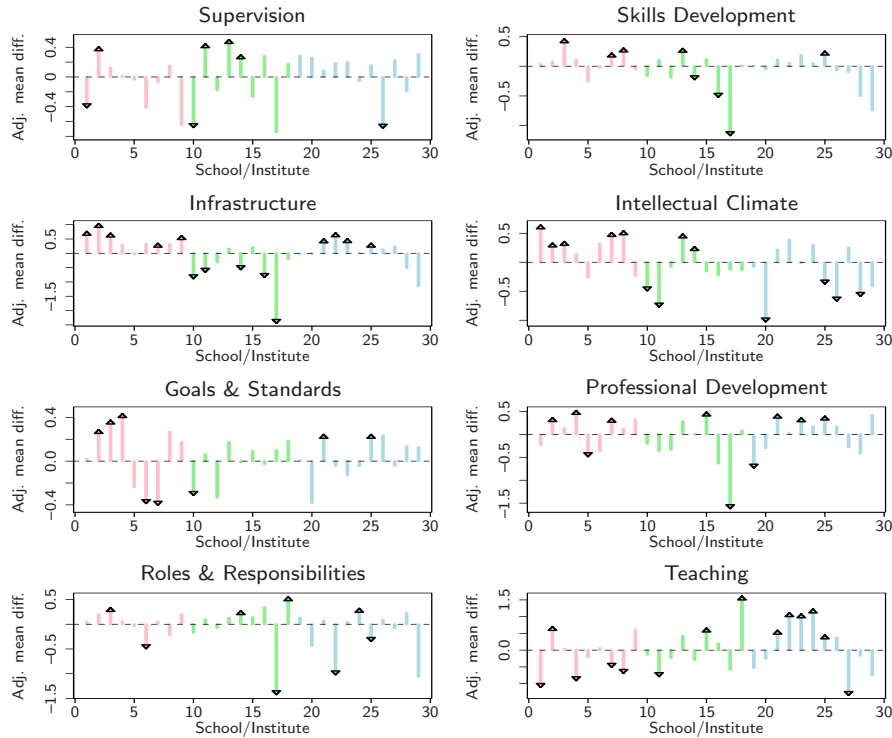 Supervision
Adj. mean diff.
0.4
0
−0.4
0 5 10 15 20 25 30
School/Institute
Skills Development
Adj. mean diff.
0.5
−0.5
0 5 10 15 20 25 30
School/Institute
Infrastructure
Adj. mean diff.
0.5
−1.5
0 5 10 15 20 25 30
School/Institute
Intellectual Climate
Adj. mean diff.
0.5
−0.5
0 5 10 15 20 25 30
School/Institute
Goals & Standards
Adj. mean diff.
0.4
0.0
−0.4
0 5 10 15 20 25 30
School/Institute
Professional Development
Adj. mean diff.
0.5
−0.5
−1.5
0 5 10 15 20 25 30
School/Institute
Roles & Responsibilities
Adj. mean diff.
0.5
−0.5
−1.5
0 5 10 15 20 25 30
School/Institute
Teaching
Adj. mean diff.
1.5
0.0
0 5 10 15 20 25 30
School/Institute